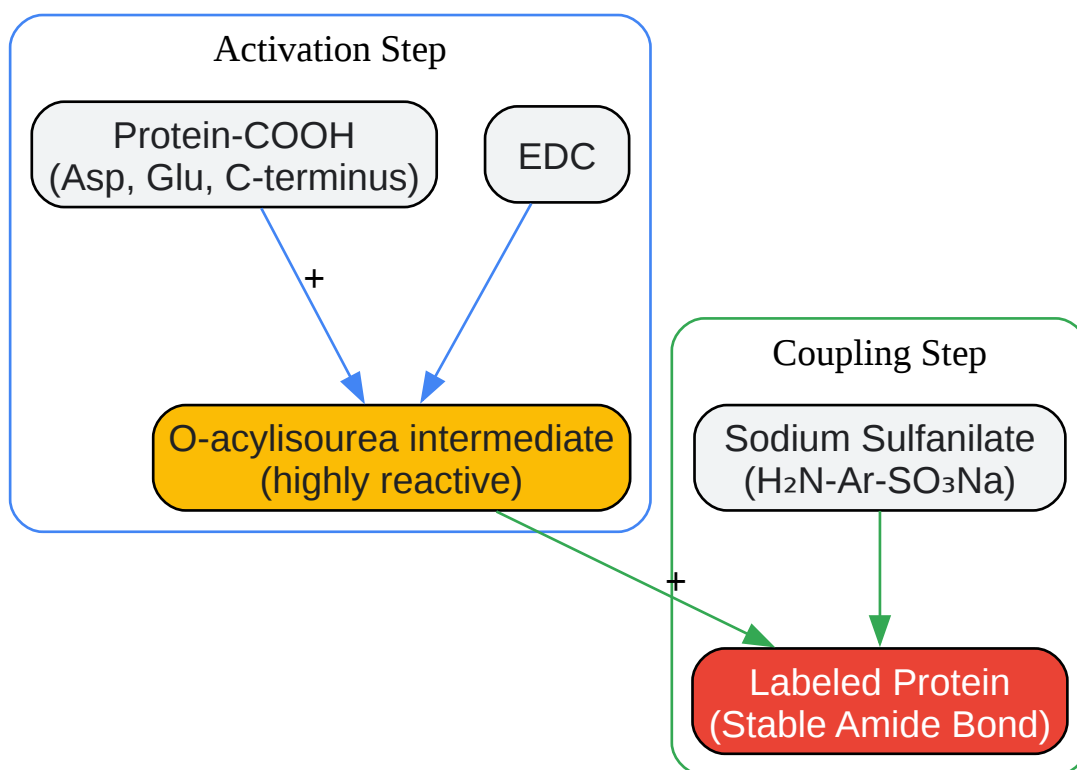 Activation Step
Protein-COOH
(Asp, Glu, C-terminus)
EDC
+
O-acylisourea intermediate
(highly reactive)
Coupling Step
Sodium Sulfanilate
(H₂N-Ar-SO₃Na)
+
Labeled Protein
(Stable Amide Bond)